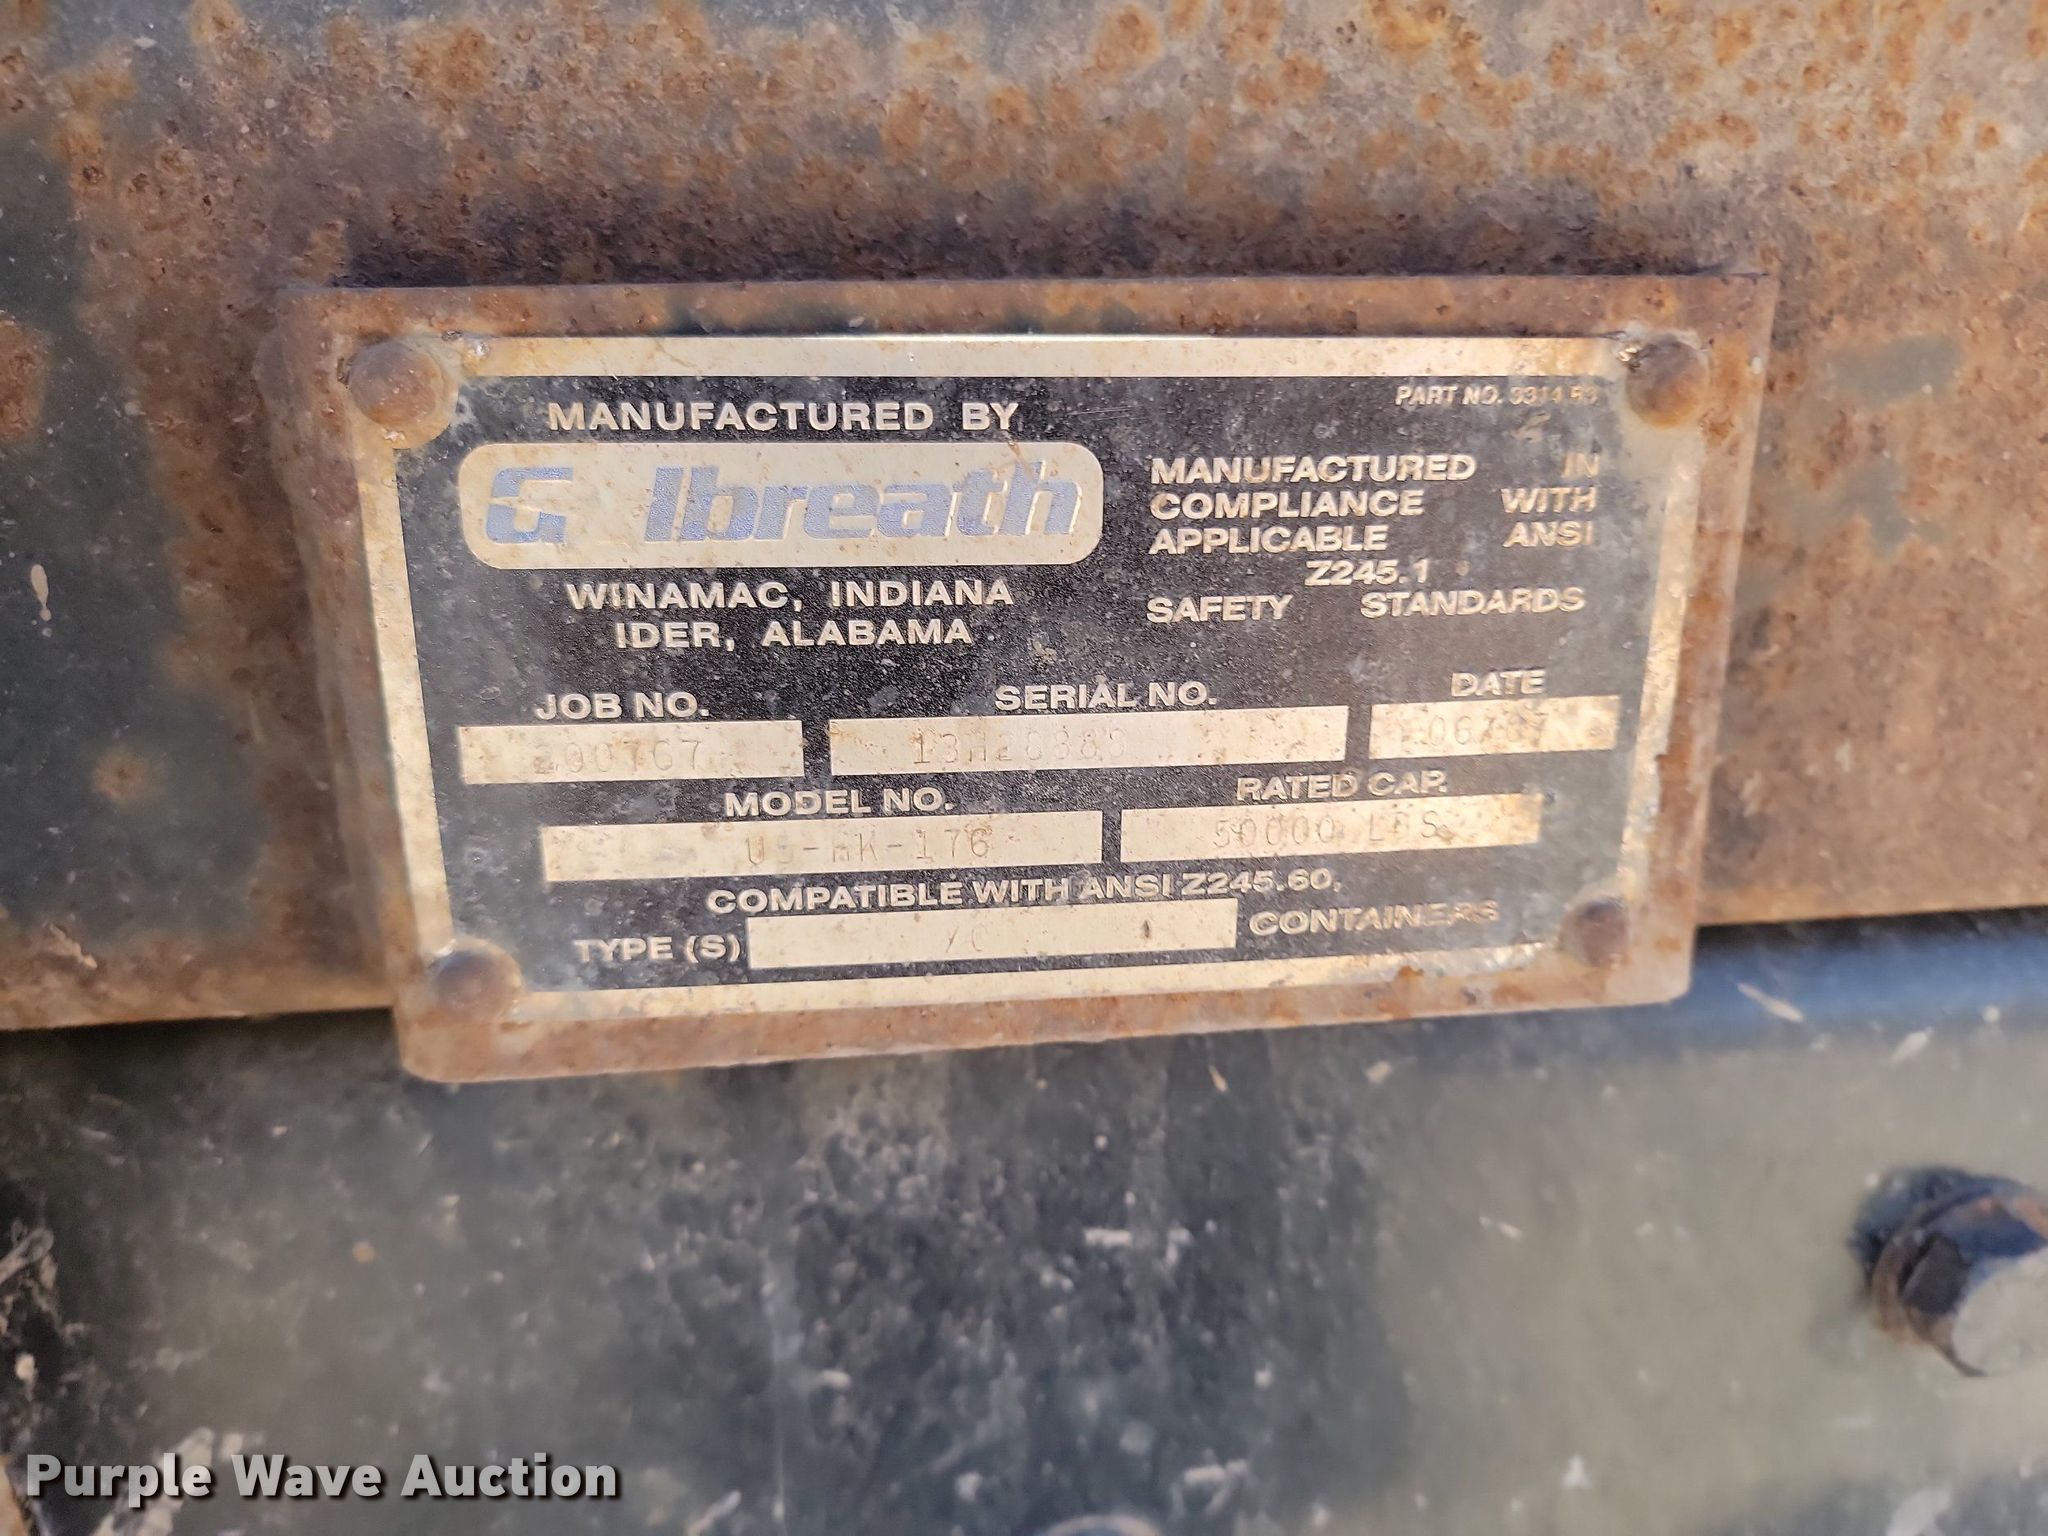 PART NO.
MANUFACTURED BY
G lbreath
WINAMAC, INDIANA
IDER, ALABAMA
MANUFACTURED IN
COMPLIANCE WITH
APPLICABLE ANSI
Z245.1
SAFETY STANDARDS
JOB NO. SERIAL NO. DATE
200767
MODEL NO. RATED CAP.
50000 LBS
COMPATIBLE WITH ANSI Z245.60,
TYPE (S) CONTAINERS
Purple Wave Auction